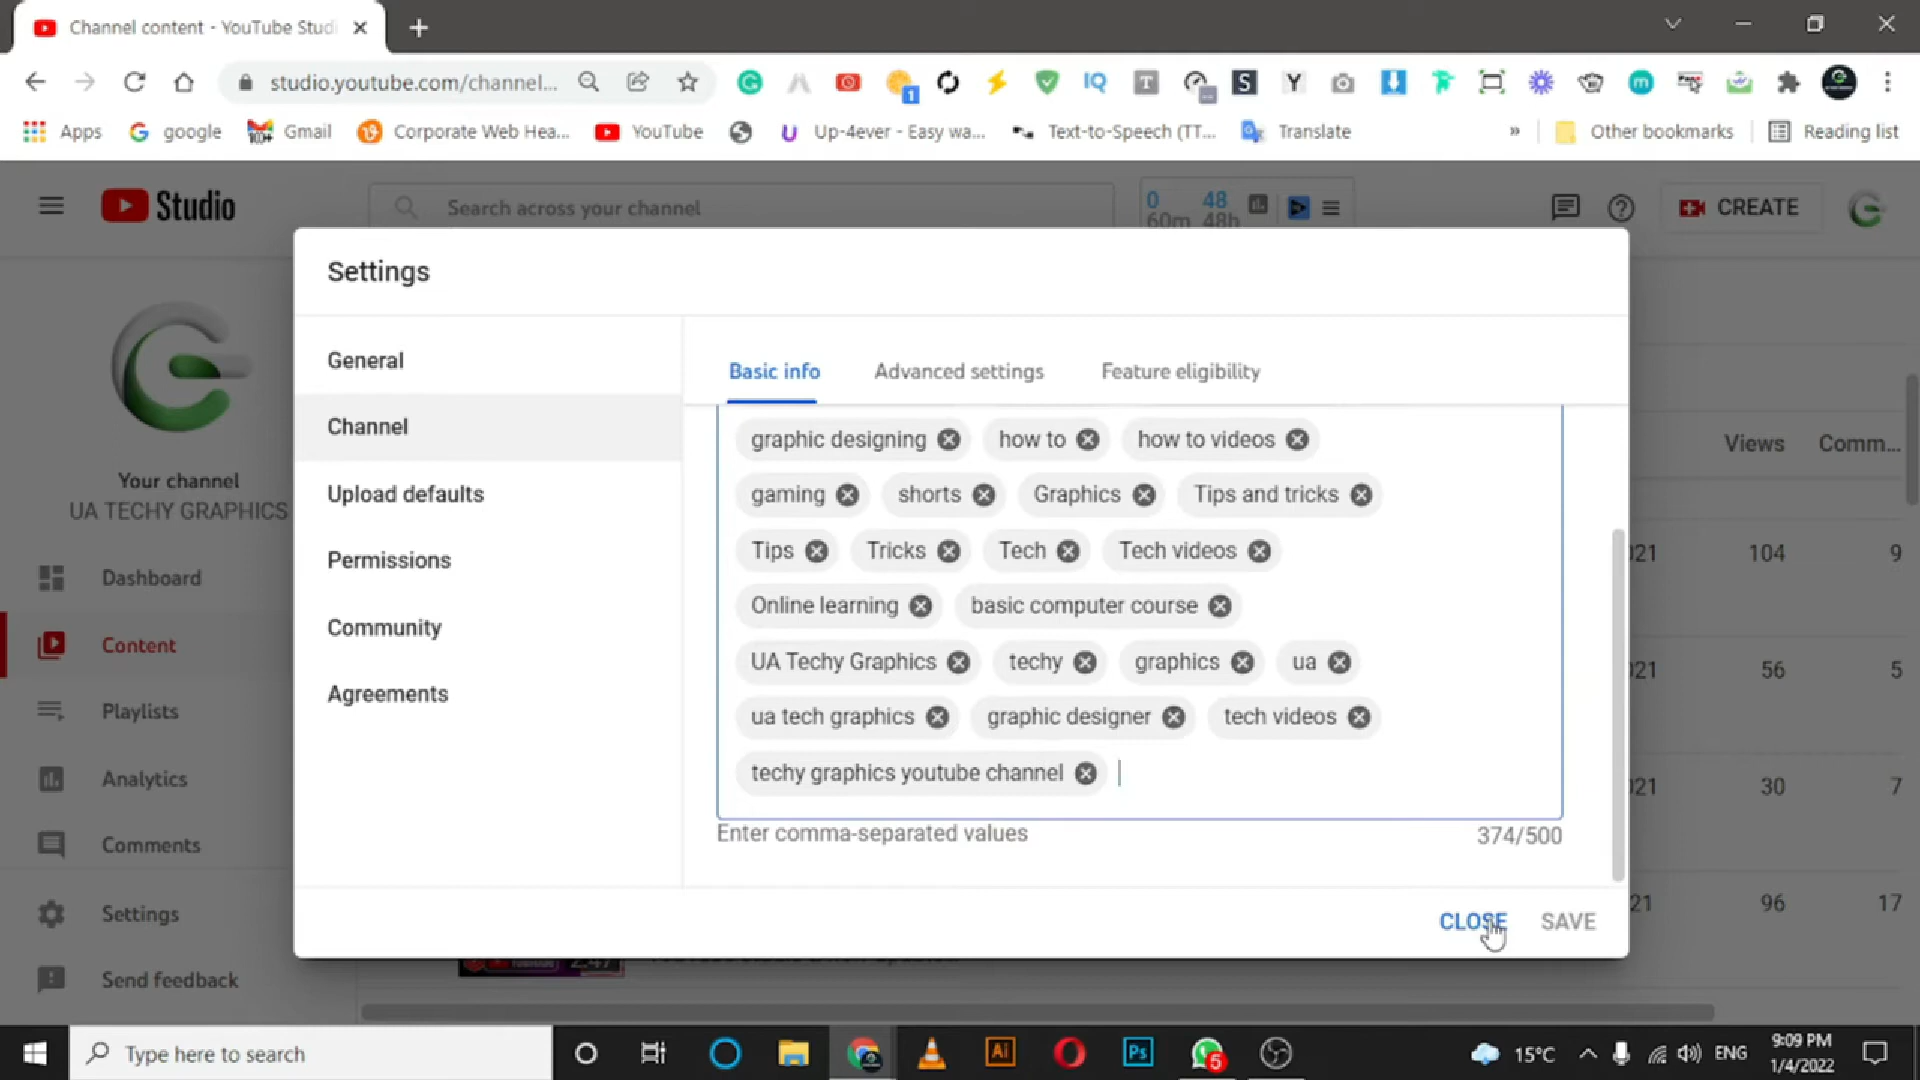 Channel content - YouTube Studi
studio.youtube.com/channel...
Apps google Gmail Corporate Web Hea... YouTube Up-4ever - Easy wa... Text-to-Speech (TT... Translate » Other bookmarks Reading list
Studio
Search across your channel
0 48
60m 48h
CREATE
Settings
General
Channel
Upload defaults
Permissions
Community
Agreements
Basic info Advanced settings Feature eligibility
graphic designing how to how to videos
gaming shorts Graphics Tips and tricks
Tips Tricks Tech Tech videos
Online learning basic computer course
UA Techy Graphics techy graphics ua
ua tech graphics graphic designer tech videos
techy graphics youtube channel
Enter comma-separated values 374/500
CLOSE SAVE
Your channel
UA TECHY GRAPHICS
Dashboard
Content
Playlists
Analytics
Comments
Settings
Send feedback
Views Comm...
021 104 9
021 56 5
021 30 7
21 96 17
Type here to search
Ai
Ps
5
15°C
ENG
9:09 PM
1/4/2022